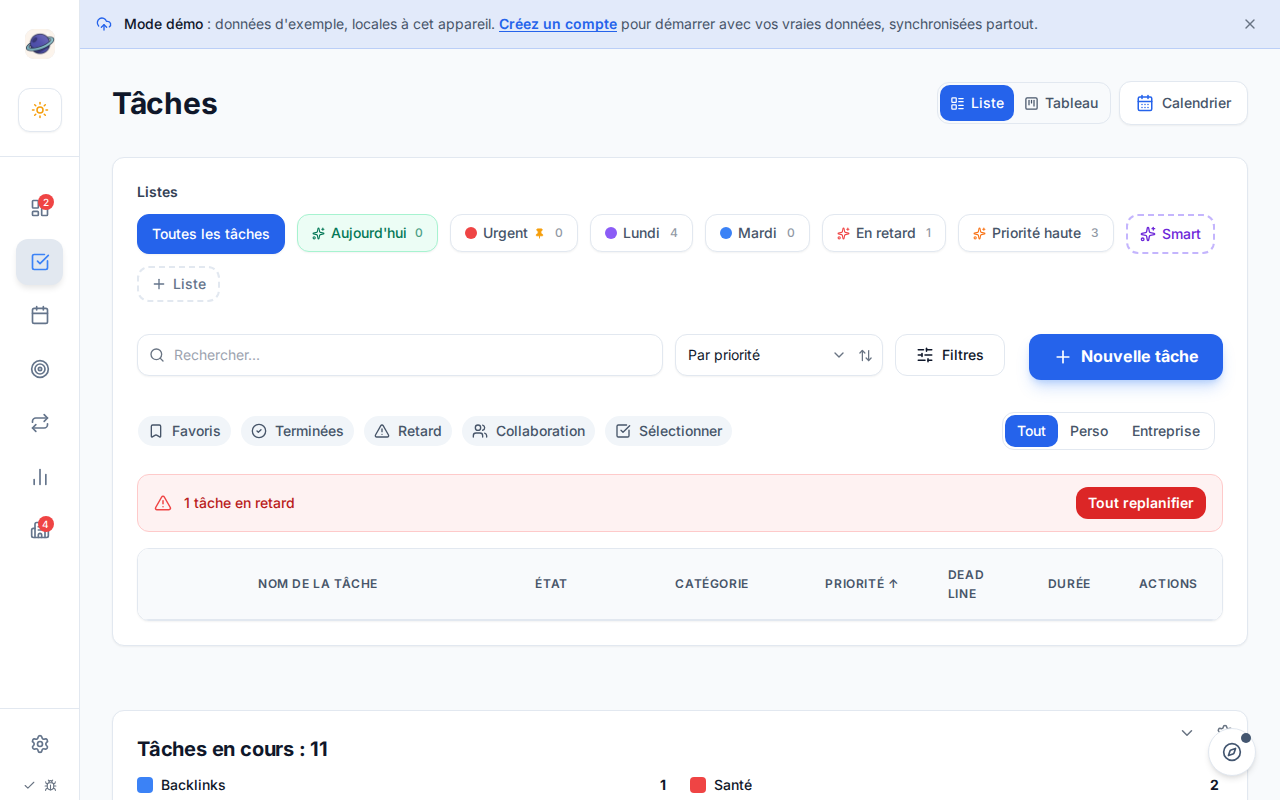 Mode démo : données d'exemple, locales à cet appareil. Créez un compte pour démarrer avec vos vraies données, synchronisées partout.
Tâches
Liste
Tableau
Calendrier
2
4
Listes
Toutes les tâches
Aujourd'hui 0
Urgent 0
Lundi 4
Mardi 0
En retard 1
Priorité haute 3
Smart
Liste
Rechercher...
Par priorité
Filtres
Nouvelle tâche
Favoris
Terminées
Retard
Collaboration
Sélectionner
Tout
Perso
Entreprise
1 tâche en retard
Tout replanifier
NOM DE LA TÂCHE
ÉTAT
CATÉGORIE
PRIORITÉ ↑
DEAD
LINE
DURÉE
ACTIONS
Tâches en cours : 11
Backlinks 1
Santé 2